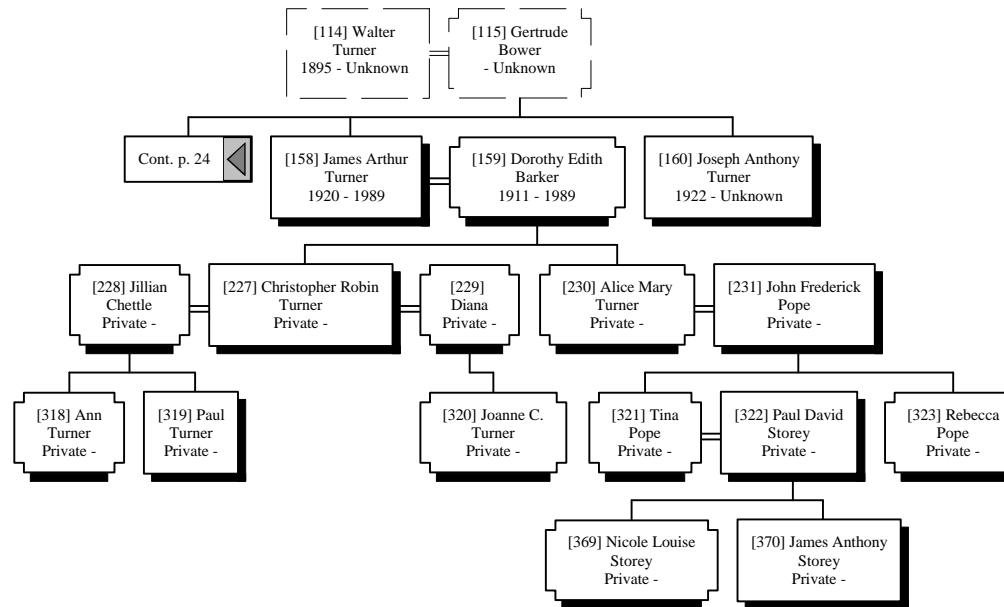 [114] Walter
Turner
1895 - Unknown
[115] Gertrude
Bower
- Unknown
Cont. p. 24
[158] James Arthur
Turner
1920 - 1989
[159] Dorothy Edith
Barker
1911 - 1989
[160] Joseph Anthony
Turner
1922 - Unknown
[228] Jillian
Chettle
Private -
[227] Christopher Robin
Turner
Private -
[229]
Diana
Private -
[230] Alice Mary
Turner
Private -
[231] John Frederick
Pope
Private -
[318] Ann
Turner
Private -
[319] Paul
Turner
Private -
[320] Joanne C.
Turner
Private -
[321] Tina
Pope
Private -
[322] Paul David
Storey
Private -
[323] Rebecca
Pope
Private -
[369] Nicole Louise
Storey
Private -
[370] James Anthony
Storey
Private -